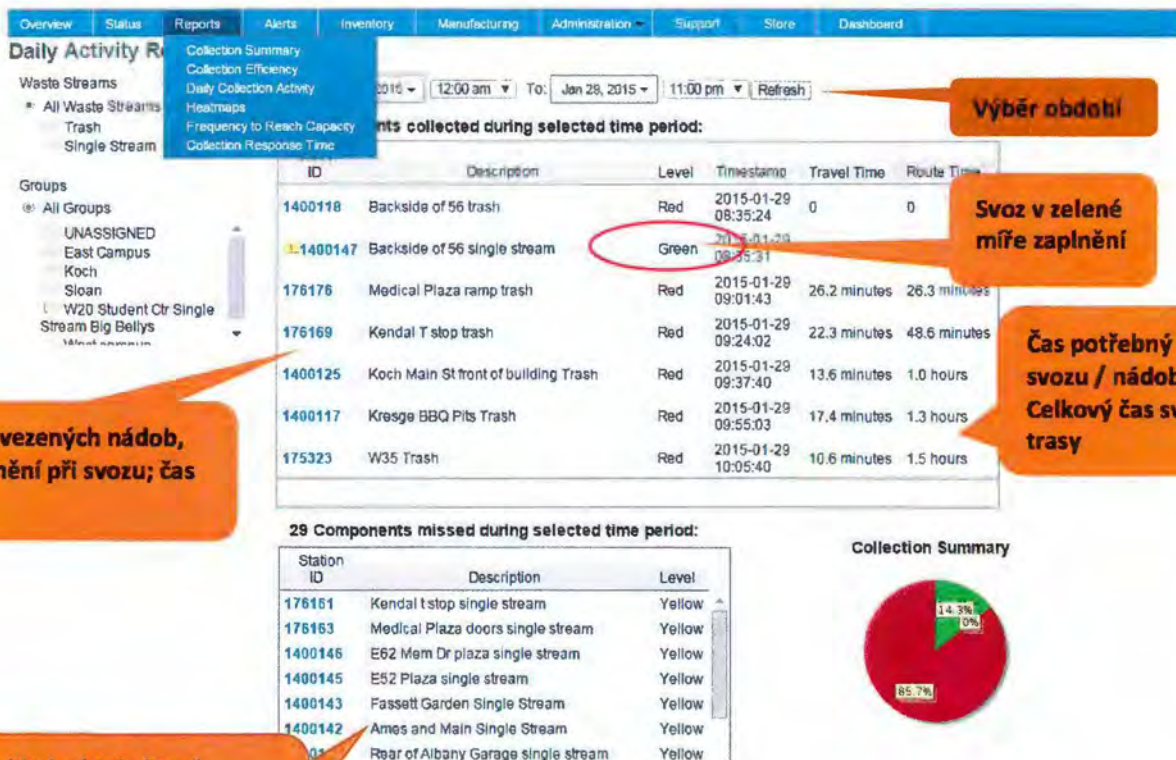 Overview Status Reports Alerts Inventory Manufacturing Administration Support Store Dashboard
Daily Activity
Collection Summary
Collection Efficiency
Daily Collection Activity
Heatmaps
Frequency to Reach Capacity
Collection Response Time
Waste Streams
All Waste Streams
Trash
Single Stream
Groups
All Groups
UNASSIGNED
East Campus
Koch
Sloan
W20 Student Ctr Single
Stream Big Bellys
2015 12:00 am To: Jan 29, 2015 11:00 pm Refresh
Výběr období
collected during selected time period:
ID Description Level Timestamp Travel Time Route Time
1400118 Backside of 56 trash Red 2015-01-29 08:35:24 0 0
1400147 Backside of 56 single stream Green 2015-01-29 08:35:31
176176 Medical Plaza ramp trash Red 2015-01-29 09:01:43 26.2 minutes 26.3 minutes
176169 Kendal T stop trash Red 2015-01-29 09:24:02 22.3 minutes 48.6 minutes
1400125 Koch Main St front of building Trash Red 2015-01-29 09:37:40 13.6 minutes 1.0 hours
1400117 Kresge BBQ Pits Trash Red 2015-01-29 09:55:03 17.4 minutes 1.3 hours
175323 W35 Trash Red 2015-01-29 10:05:40 10.6 minutes 1.5 hours
Svoz v zelené
míře zaplnění
Čas potřebný
svozu / nádob
Celkový čas sv
trasy
vezených nádob,
nění při svozu; čas
29 Components missed during selected time period:
Station
ID Description Level
176161 Kendal t stop single stream Yellow
176163 Medical Plaza doors single stream Yellow
1400146 E62 Mem Dr plaza single stream Yellow
1400145 E52 Plaza single stream Yellow
1400143 Fassett Garden Single Stream Yellow
1400142 Ames and Main Single Stream Yellow
Rear of Albany Garage single stream Yellow
Collection Summary
14.3%
0%
85.7%